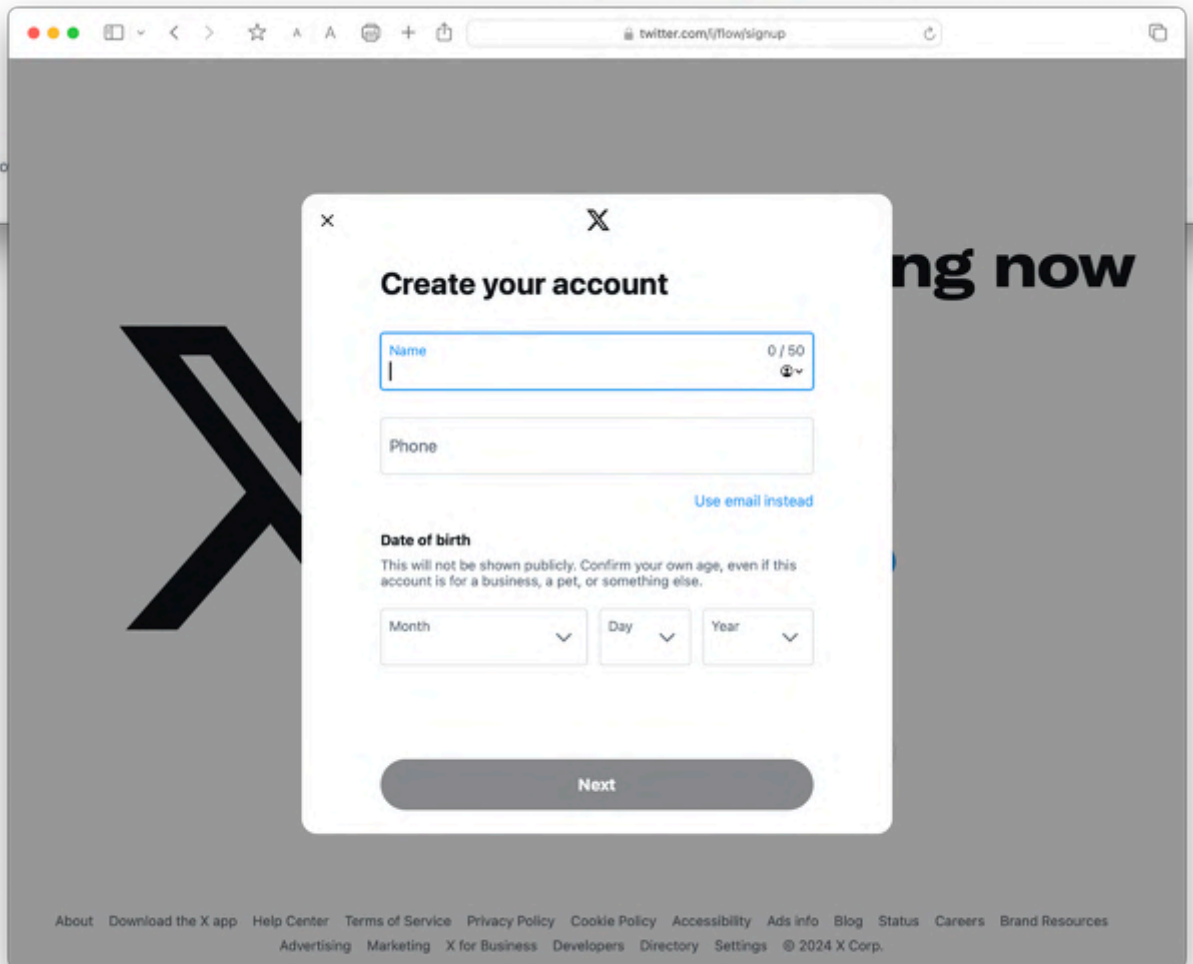 twitter.com/i/flow/signup
ng now
Create your account
Name
0 / 50
Phone
Use email instead
Date of birth
This will not be shown publicly. Confirm your own age, even if this
account is for a business, a pet, or something else.
Month
Day
Year
Next
About Download the X app Help Center Terms of Service Privacy Policy Cookie Policy Accessibility Ads info Blog Status Careers Brand Resources
Advertising Marketing X for Business Developers Directory Settings © 2024 X Corp.